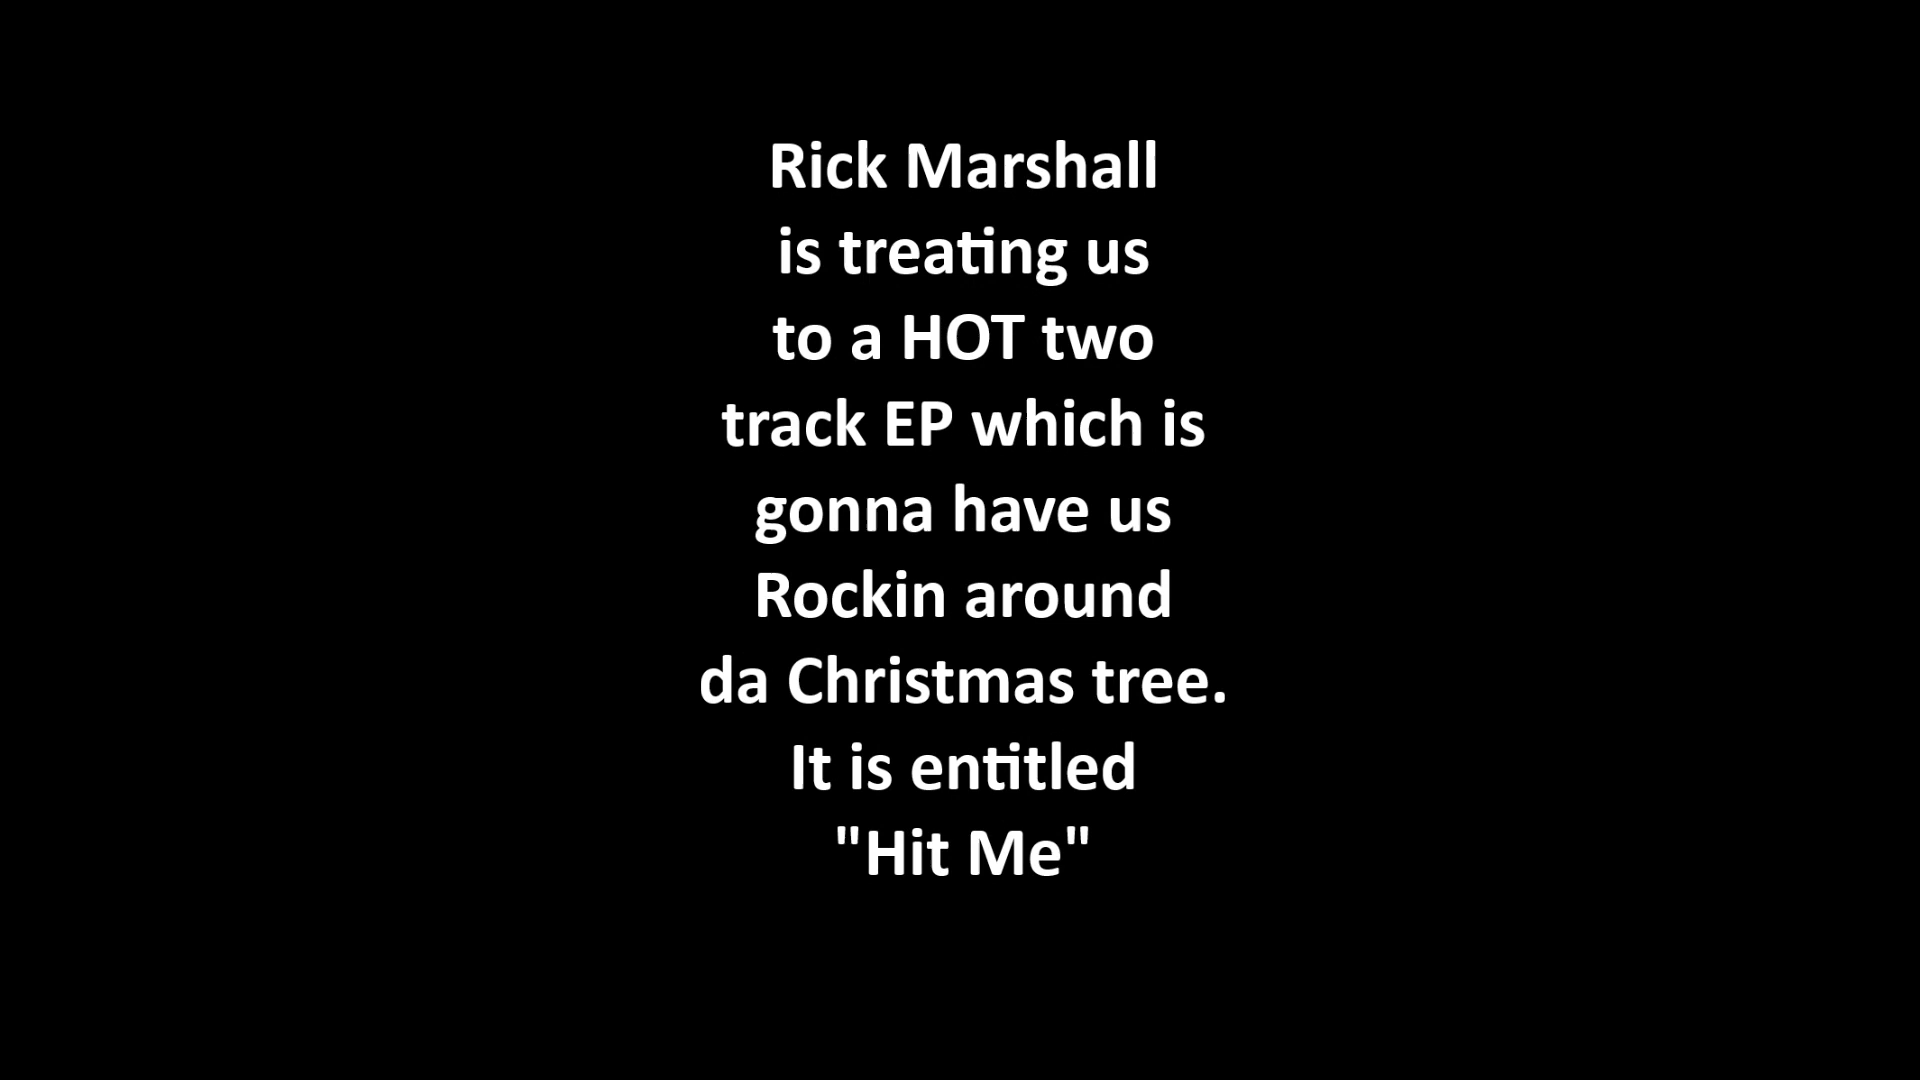 Rick Marshall
is treating us
to a HOT two
track EP which is
gonna have us
Rockin around
da Christmas tree.
It is entitled
"Hit Me"